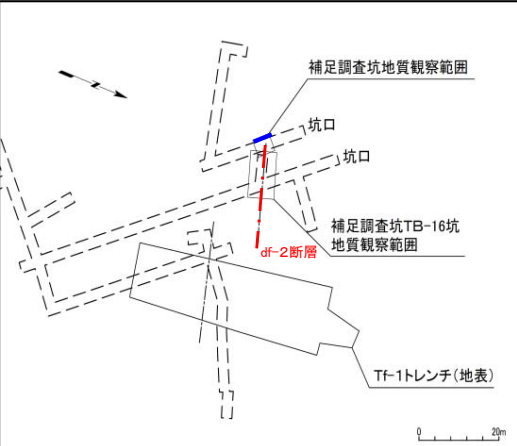 補足調査坑地質観察範囲
坑口
坑口
補足調査坑TB-16坑
地質観察範囲
df-2断層
Tf-1トレンチ(地表)
0 20m